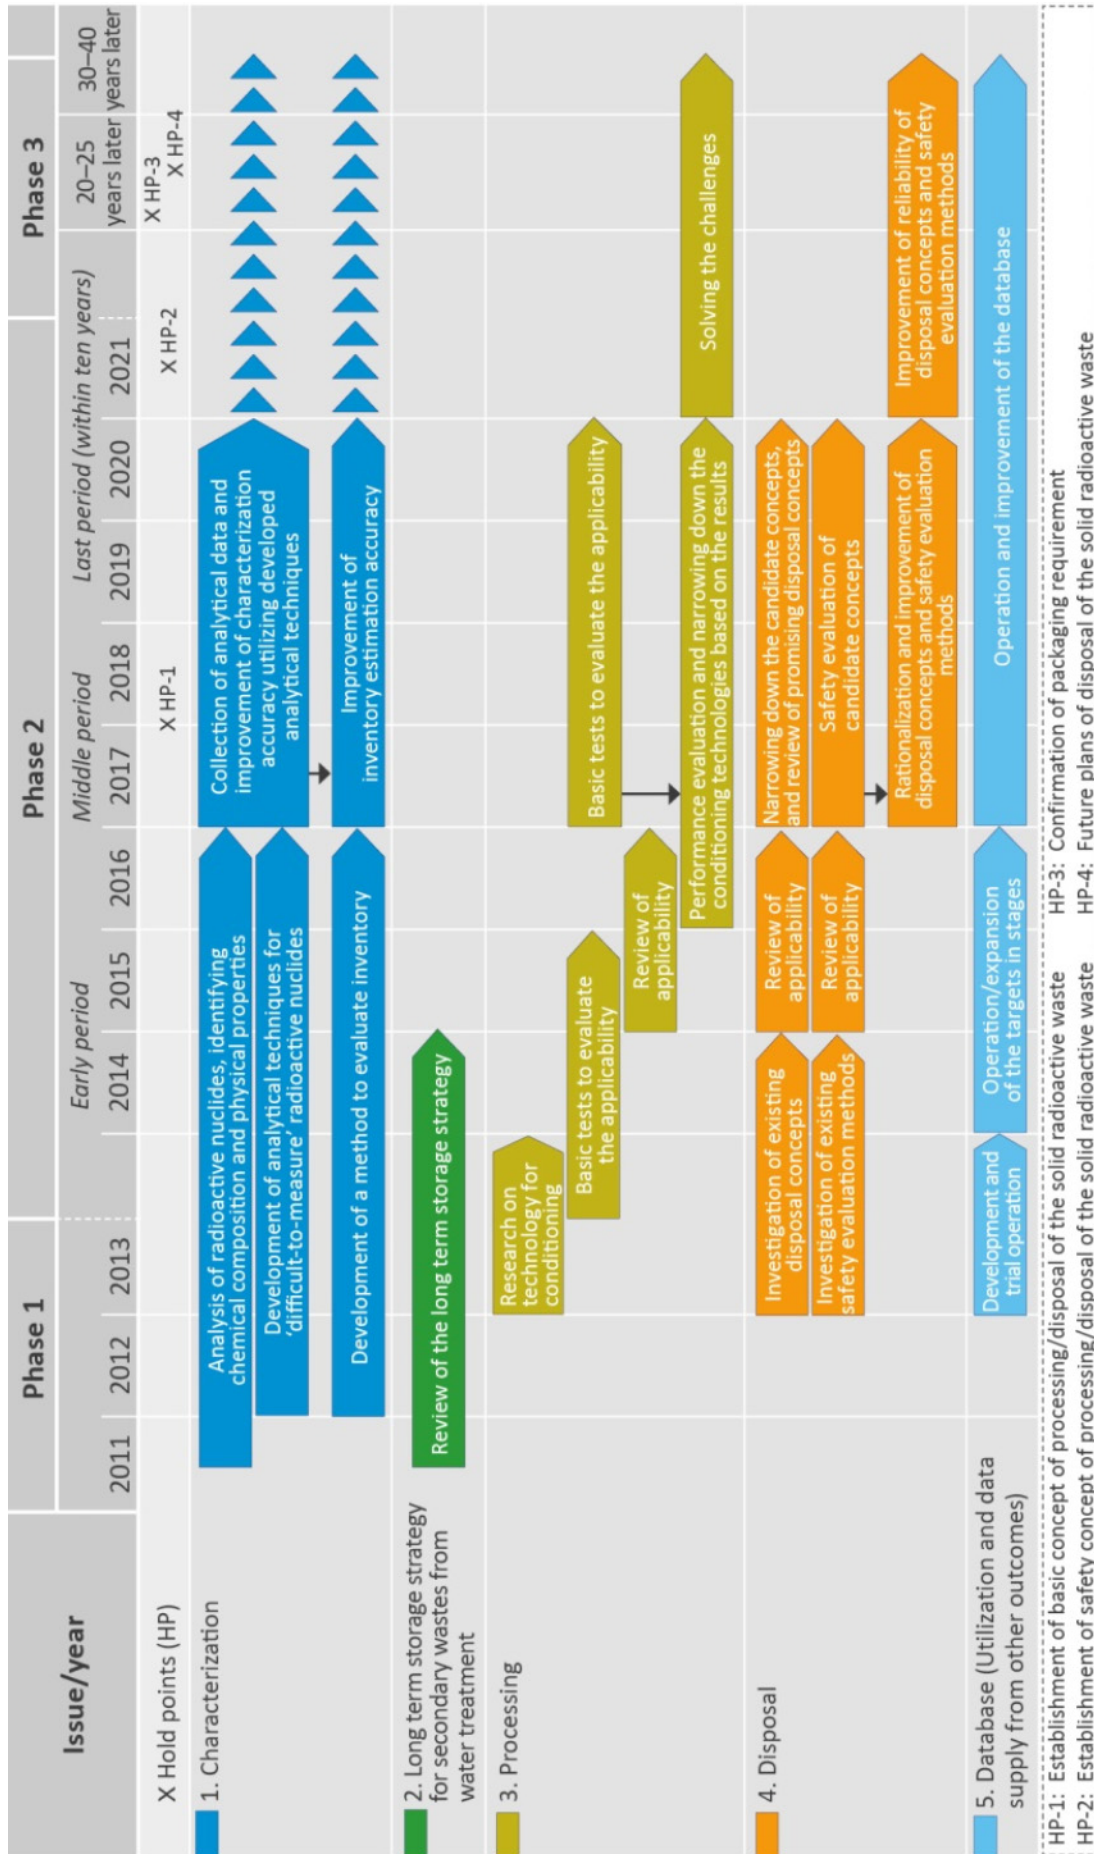 Issue/year
Phase 1
Phase 2
Phase 3
Early period
Middle period
Last period (within ten years)
20–25
years later
30–40
years later
2011
2012
2013
2014
2015
2016
2017
2018
2019
2020
2021
X Hold points (HP)
X HP-1
X HP-2
X HP-3
X HP-4
1. Characterization
Analysis of radioactive nuclides, identifying
chemical composition and physical properties
Development of analytical techniques for
‘difficult-to-measure’ radioactive nuclides
Collection of analytical data and
improvement of characterization
accuracy utilizing developed
analytical techniques
Development of a method to evaluate inventory
Improvement of
inventory estimation accuracy
2. Long term storage strategy
for secondary wastes from
water treatment
Review of the long term storage strategy
3. Processing
Research on
technology for
conditioning
Basic tests to evaluate
the applicability
Review of
applicability
Basic tests to evaluate the applicability
Performance evaluation and narrowing down the
conditioning technologies based on the results
Solving the challenges
4. Disposal
Investigation of existing
disposal concepts
Review of
applicability
Narrowing down the candidate concepts,
and review of promising disposal concepts
Investigation of existing
safety evaluation methods
Review of
applicability
Safety evaluation of
candidate concepts
Rationalization and improvement of
disposal concepts and safety evaluation
methods
Improvement of reliability of
disposal concepts and safety
evaluation methods
5. Database (Utilization and data
supply from other outcomes)
Development and
trial operation
Operation/expansion
of the targets in stages
Operation and improvement of the database
HP-1: Establishment of basic concept of processing/disposal of the solid radioactive waste
HP-2: Establishment of safety concept of processing/disposal of the solid radioactive waste
HP-3: Confirmation of packaging requirement
HP-4: Future plans of disposal of the solid radioactive waste